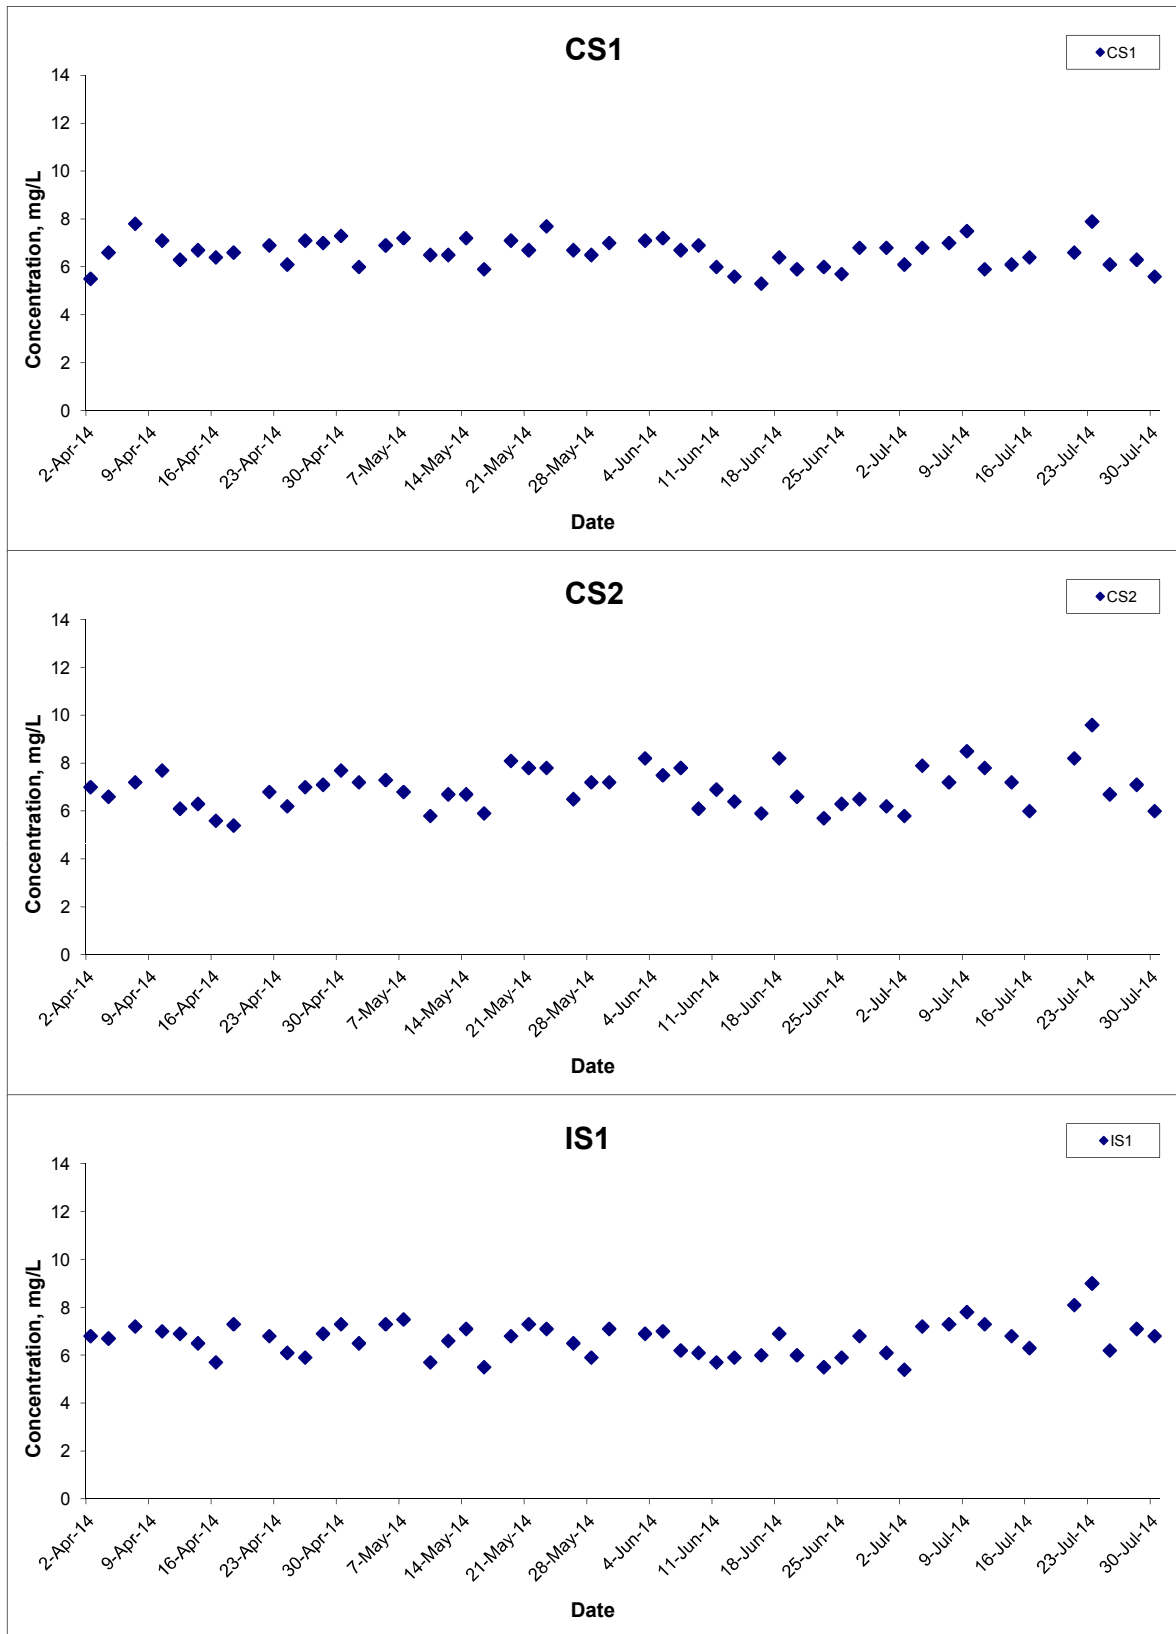 CS1
CS1
14
12
10
8
6
4
2
0
Concentration, mg/L
2-Apr-14
9-Apr-14
16-Apr-14
23-Apr-14
30-Apr-14
7-May-14
14-May-14
21-May-14
28-May-14
4-Jun-14
11-Jun-14
18-Jun-14
25-Jun-14
2-Jul-14
9-Jul-14
16-Jul-14
23-Jul-14
30-Jul-14
Date
CS2
CS2
14
12
10
8
6
4
2
0
Concentration, mg/L
2-Apr-14
9-Apr-14
16-Apr-14
23-Apr-14
30-Apr-14
7-May-14
14-May-14
21-May-14
28-May-14
4-Jun-14
11-Jun-14
18-Jun-14
25-Jun-14
2-Jul-14
9-Jul-14
16-Jul-14
23-Jul-14
30-Jul-14
Date
IS1
IS1
14
12
10
8
6
4
2
0
Concentration, mg/L
2-Apr-14
9-Apr-14
16-Apr-14
23-Apr-14
30-Apr-14
7-May-14
14-May-14
21-May-14
28-May-14
4-Jun-14
11-Jun-14
18-Jun-14
25-Jun-14
2-Jul-14
9-Jul-14
16-Jul-14
23-Jul-14
30-Jul-14
Date